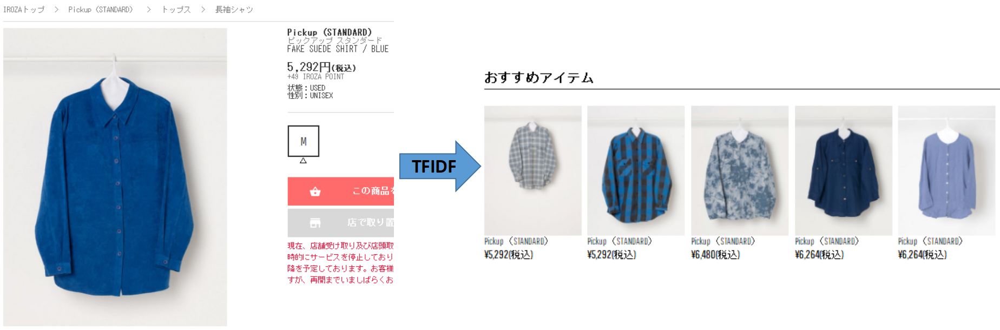 IROZAトップ > Pickup (STANDARD) > トップス > 長袖シャツ
Pickup (STANDARD)
ピックアップ スタンダード
FAKE SUEDE SHIRT / BLUE
5,292円(税込)
+49 IROZA POINT
状態：USED
性別：UNISEX
M
この商品を
店で取り置
現在、店舗受け取り及び店頭取
時的にサービスを停止しており
降を予定しております。お客様
すが、再開までいましばらくお
TFIDF
おすすめアイテム
Pickup (STANDARD) Pickup (STANDARD) Pickup (STANDARD) Pickup (STANDARD) Pickup (STANDARD)
¥5,292(税込) ¥5,292(税込) ¥6,480(税込) ¥6,264(税込) ¥6,264(税込)